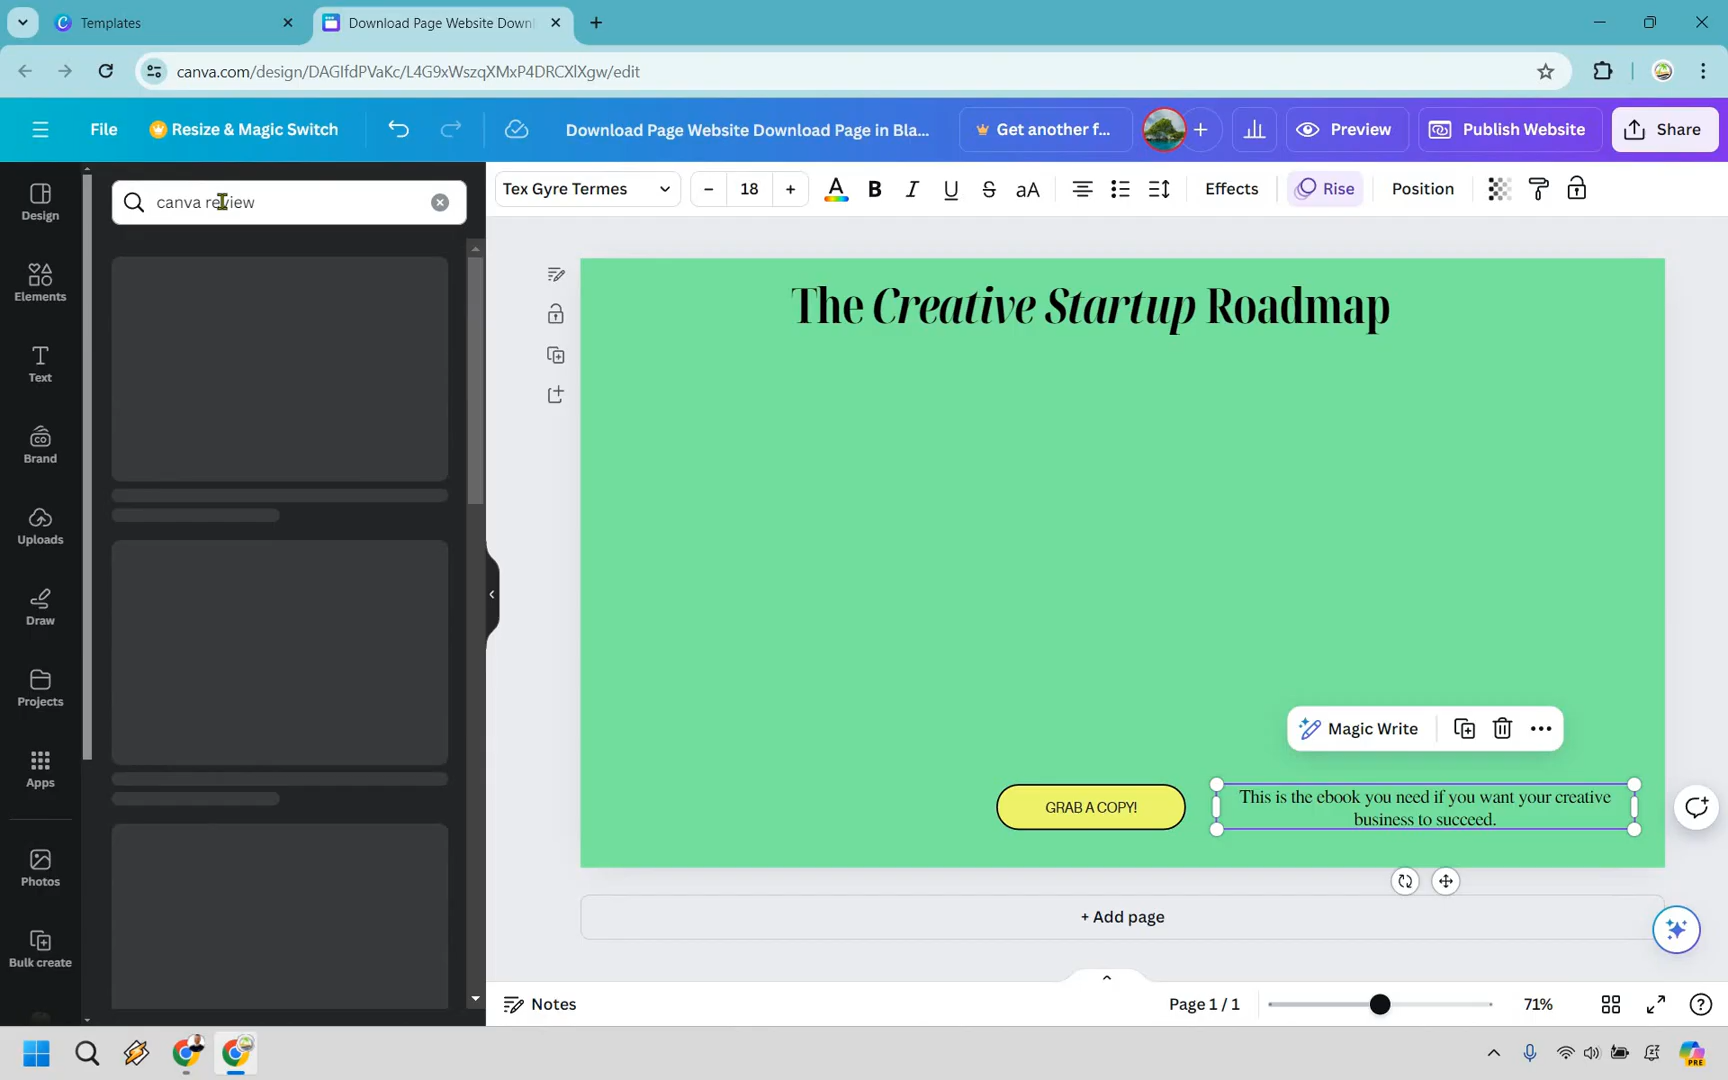 Templates
Download Page Website Down
canva.com/design/DAGIfdPVaKc/L4G9xWszqXMxP4DRCXlXgw/edit
File
Resize & Magic Switch
Download Page Website Download Page in Bla...
Get another f...
Preview
Publish Website
Share
canva review
Tex Gyre Termes
18
A
B
I
U
S
aA
Effects
Rise
Position
Design
Elements
Text
Brand
Uploads
Draw
Projects
Apps
Photos
Bulk create
The Creative Startup Roadmap
Magic Write
GRAB A COPY!
This is the ebook you need if you want your creative
business to succeed.
+ Add page
Notes
Page 1 / 1
71%
PRE